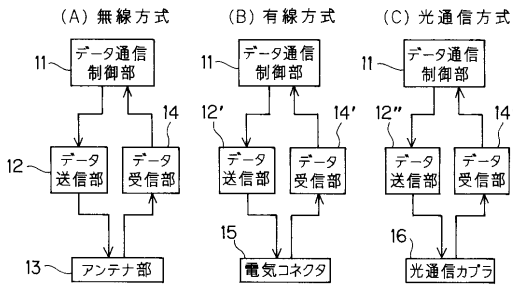 (A) 無線方式
11
データ通信
制御部
14
12
データ
送信部
データ
受信部
13
アンテナ部
(B) 有線方式
11
データ通信
制御部
12′
14′
データ
送信部
データ
受信部
15
電気コネクタ
(C) 光通信方式
11
データ通信
制御部
12″
14
データ
送信部
データ
受信部
16
光通信カプラ